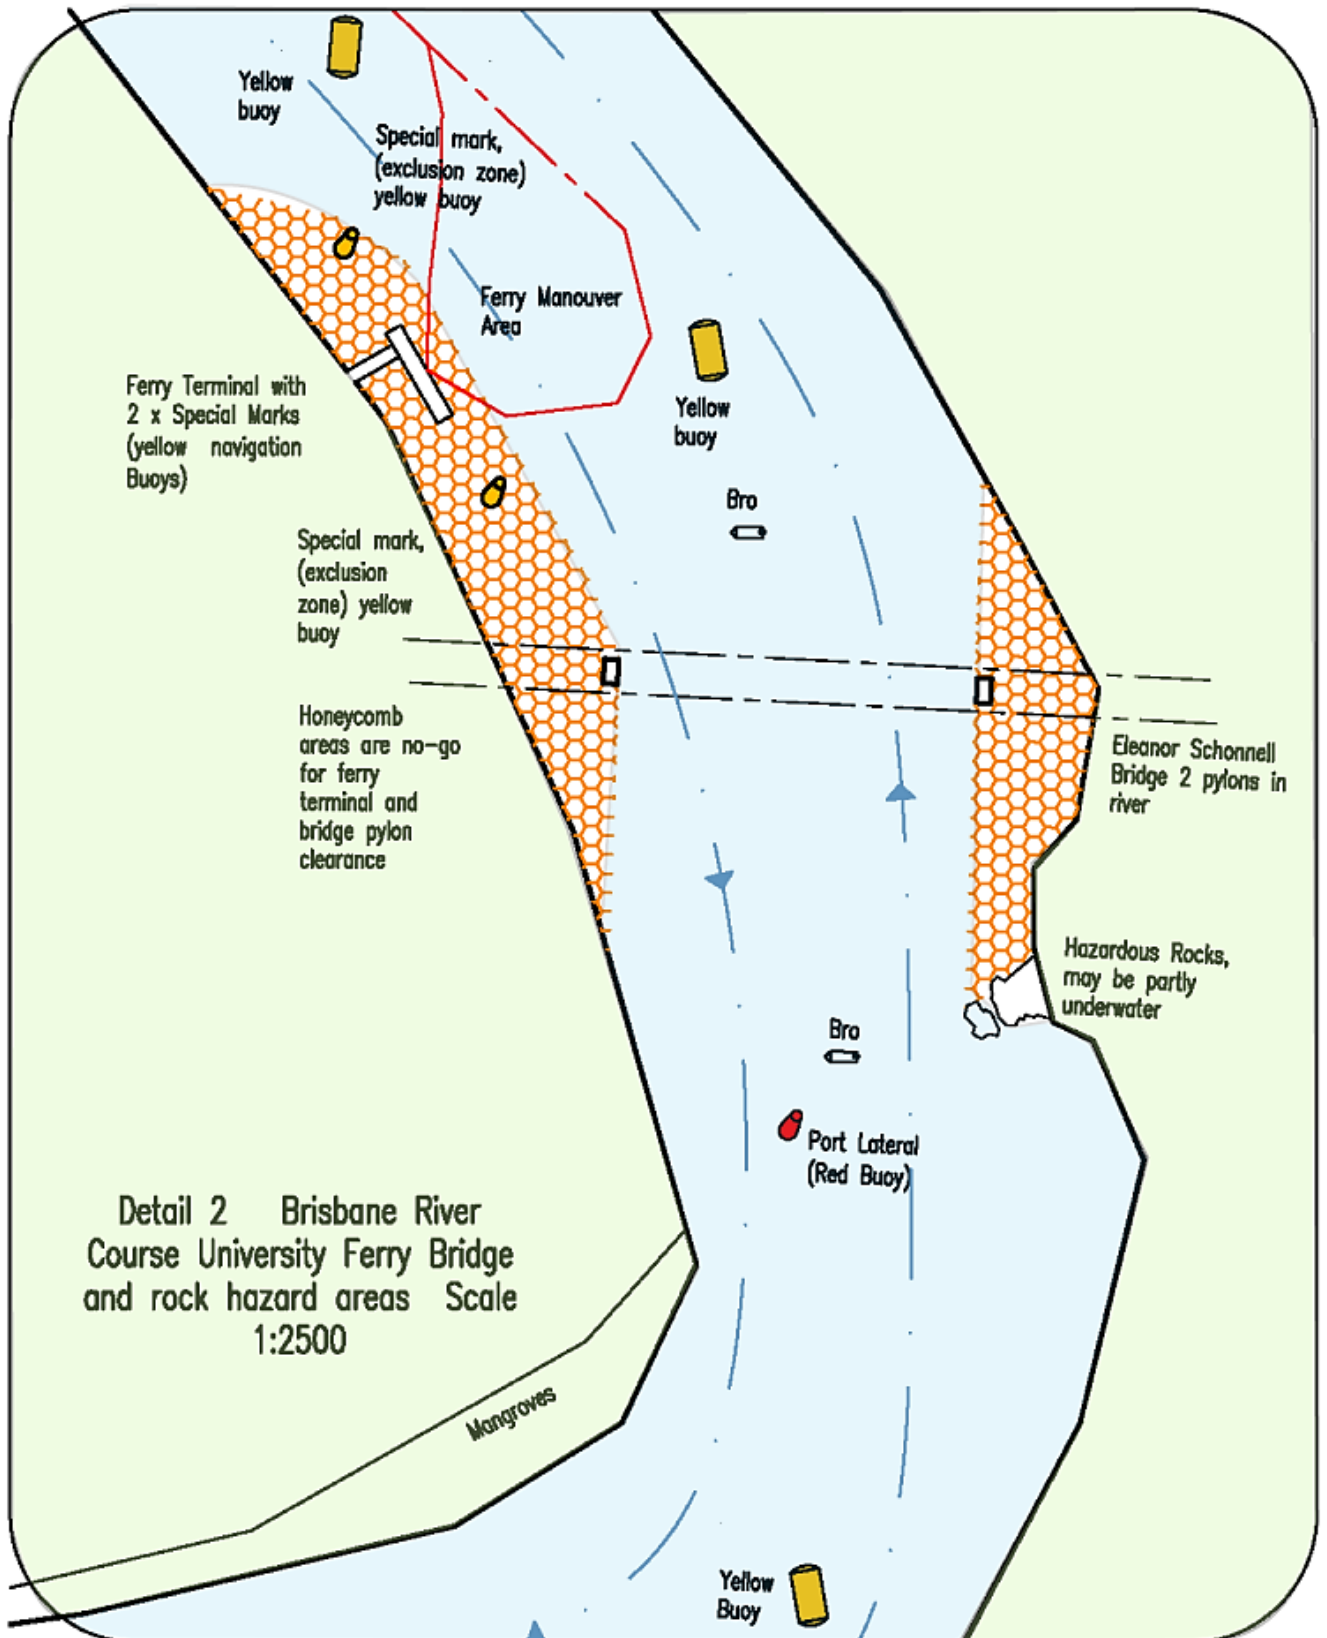 Yellow
buoy
Special mark,
(exclusion zone)
yellow buoy
Ferry Manouver
Area
Yellow
buoy
Ferry Terminal with
2 x Special Marks
(yellow navigation
Buoys)
Bro
Special mark,
(exclusion
zone) yellow
buoy
Honeycomb
areas are no-go
for ferry
terminal and
bridge pylon
clearance
Eleanor Schonnell
Bridge 2 pylons in
river
Hazardous Rocks,
may be partly
underwater
Bro
Port Lateral
(Red Buoy)
Detail 2 Brisbane River
Course University Ferry Bridge
and rock hazard areas Scale
1:2500
Mangroves
Yellow
Buoy